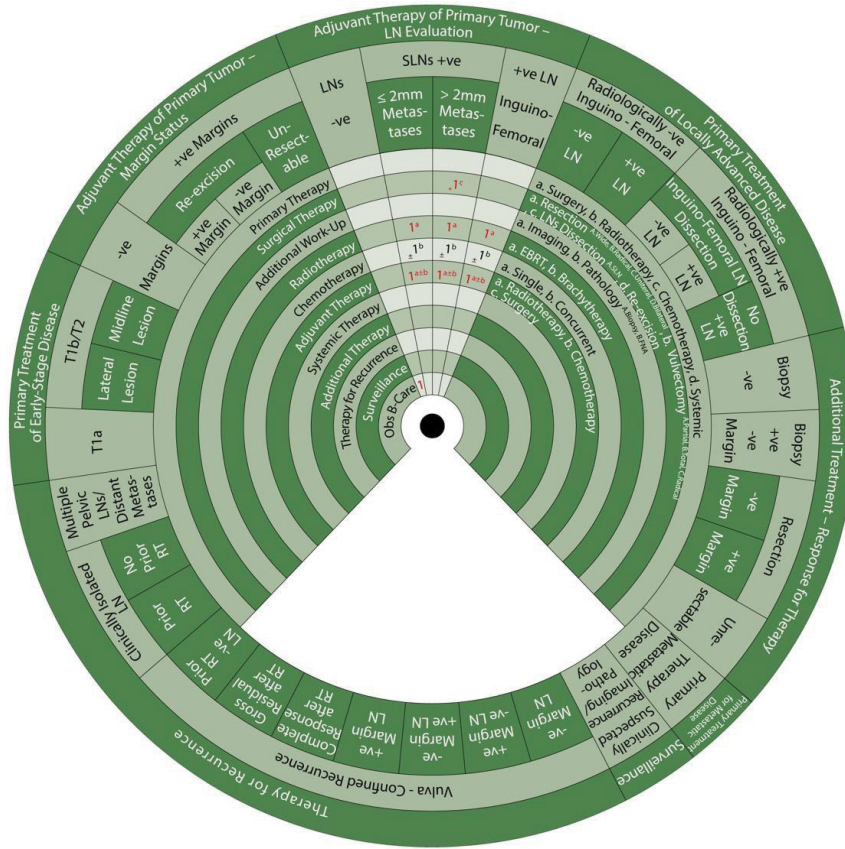 Adjuvant Therapy of Primary Tumor –
LN Evaluation
LNs
-ve
SLNs +ve
≤ 2mm
Metas-
tases
> 2mm
Metas-
tases
+ve LN
Inguino-
Femoral
Primary Treatment
of Locally Advanced Disease
Radiologically -ve
Inguino - Femoral
-ve
LN
+ve
LN
Radiologically +ve
Inguino - Femoral
Inguino-Femoral LN
Dissection
-ve
LN
+ve
LN
No
Dissection
+ve
LN
Additional Treatment – Response for Therapy
Biopsy
-ve
Biopsy
+ve
-ve
Margin
Resection
-ve
Margin
+ve
Margin
Unre-
sectable
Primary Treatment
for Metastatic
Disease
Primary
Therapy
Metastatic
Disease
Surveillance
Clinically
Suspected
Recurrence
Imaging/
Patho-
logy
Therapy for Recurrence
Vulva - Confined Recurrence
-ve
Margin
LN
+ve
Margin
-ve LN
-ve
Margin
+ve LN
+ve
Margin
LN
Complete
Response
after
RT
Gross
Residual
after
RT
Prior
RT
-ve
LN
Clinically Isolated
LN
Prior
RT
No
Prior
RT
Multiple
Pelvic
LNs/
Distant
Metas-
tases
Primary Treatment
of Early-Stage Disease
T1a
T1b/T2
Lateral
Lesion
Midline
Lesion
Adjuvant Therapy of Primary Tumor –
Margin Status
-ve
Margins
+ve Margins
Re-excision
+ve
Margin
-ve
Margin
Un-
Resect-
able
Primary Therapy
Surgical Therapy
Additional Work-Up
Radiotherapy
Chemotherapy
Adjuvant Therapy
Systemic Therapy
Additional Therapy
Therapy for Recurrence
Surveillance
Obs B-Care
±1ᶜ
1ᵃ 1ᵃ 1ᵃ
±1ᵇ ±1ᵇ ±1ᵇ
1ᵃ±ᵇ 1ᵃ±ᵇ 1ᵃ±ᵇ
1
a. Surgery, b. Radiotherapy, c. Chemotherapy, d. Systemic
a. Resection, b. Vulvectomy
c. LNs Dissection, d. Re-excision
a. Imaging, b. Pathology
a. EBRT, b. Brachytherapy
a. Single, b. Concurrent
a. Radiotherapy, b. Chemotherapy
c. Surgery